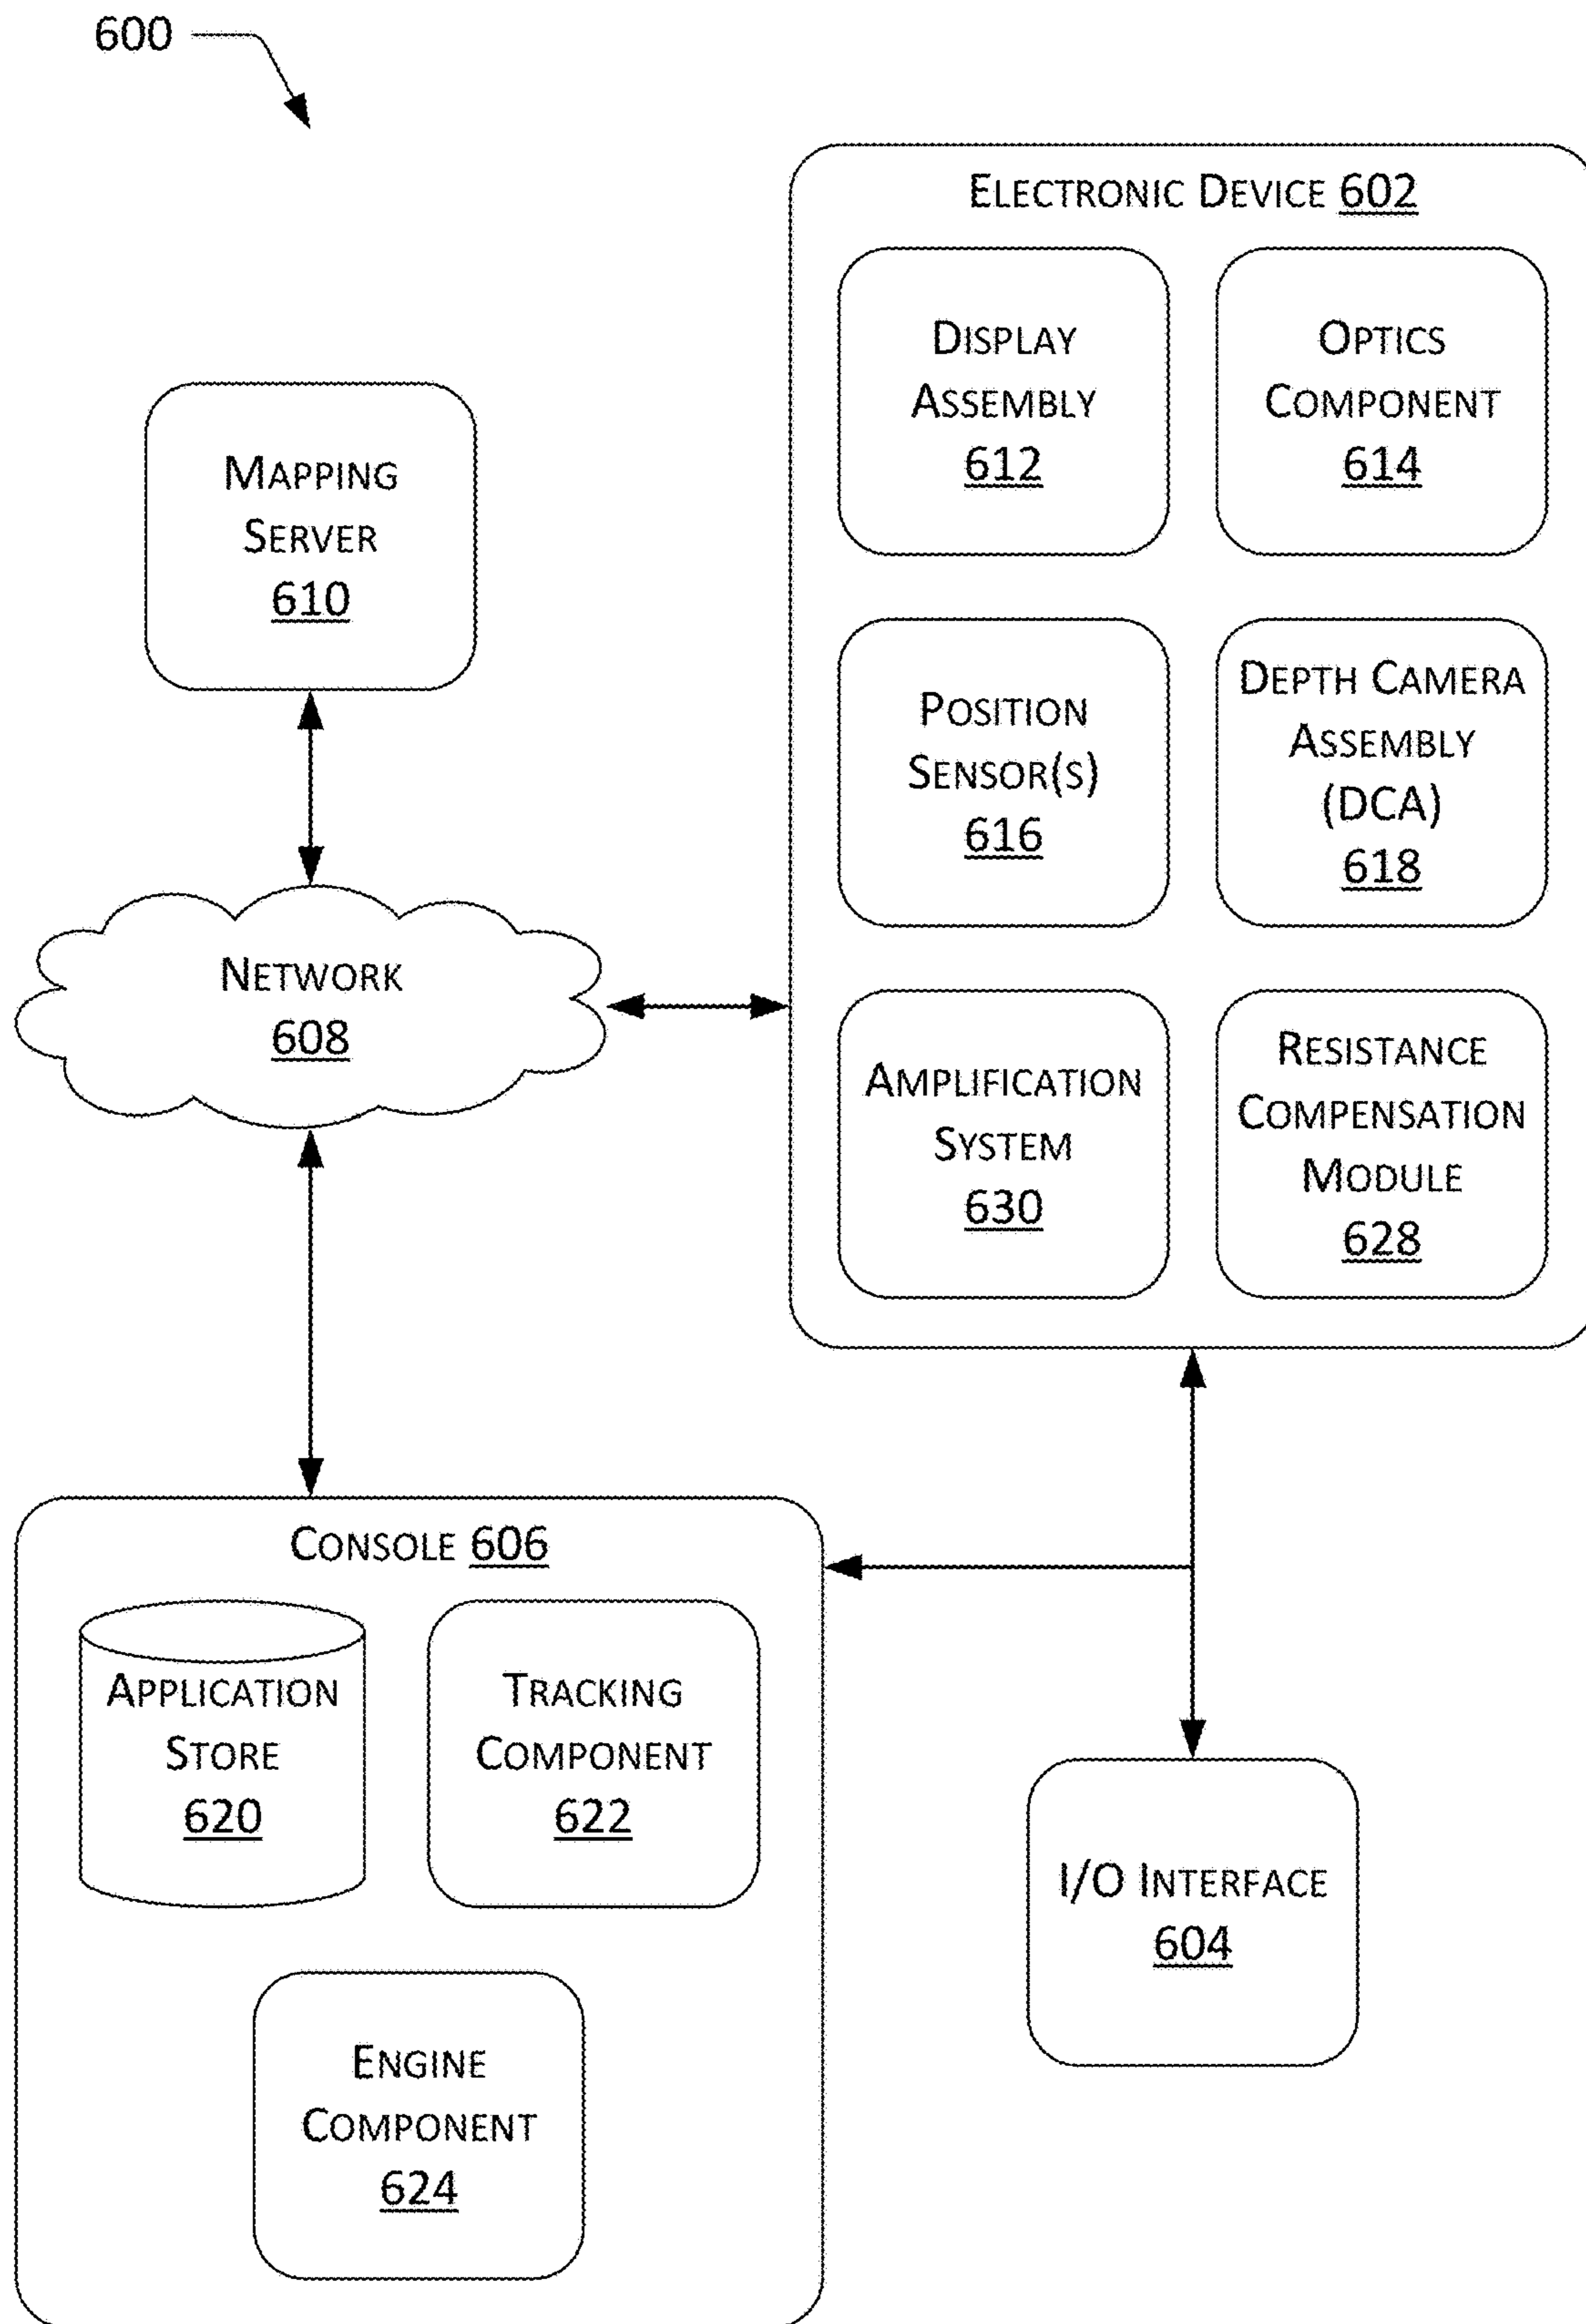 600
ELECTRONIC DEVICE 602
DISPLAY
ASSEMBLY
612
OPTICS
COMPONENT
614
MAPPING
SERVER
610
POSITION
SENSOR(S)
616
DEPTH CAMERA
ASSEMBLY
(DCA)
618
NETWORK
608
AMPLIFICATION
SYSTEM
630
RESISTANCE
COMPENSATION
MODULE
628
CONSOLE 606
APPLICATION
STORE
620
TRACKING
COMPONENT
622
I/O INTERFACE
604
ENGINE
COMPONENT
624